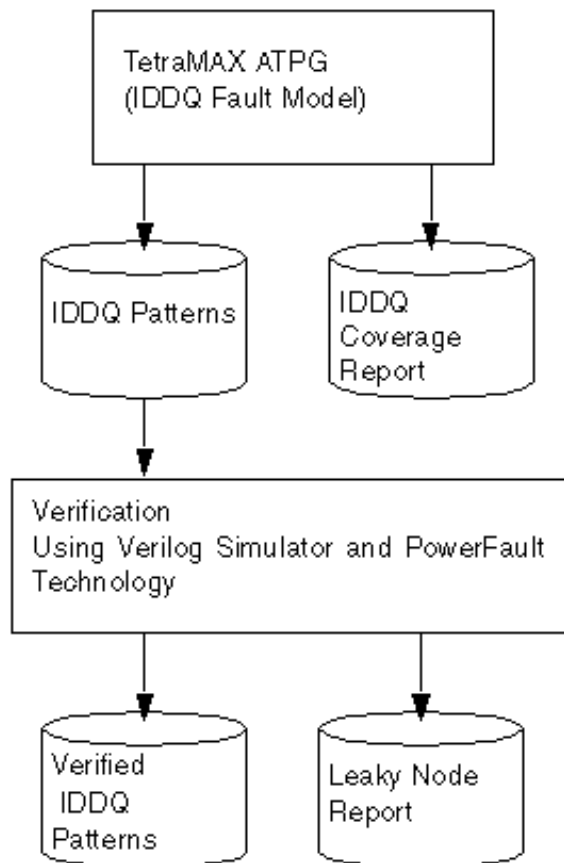 TetraMAX ATPG
(IDDQ Fault Model)
IDDQ Patterns
IDDQ
Coverage
Report
Verification
Using Verilog Simulator and PowerFault
Technology
Verified
IDDQ
Patterns
Leaky Node
Report